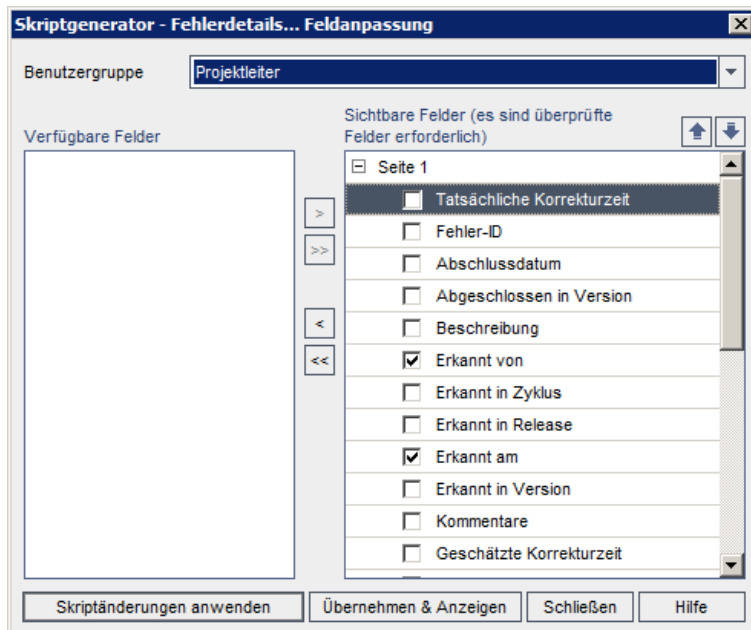 Skriptgenerator - Fehlerdetails... Feldanpassung
Benutzergruppe
Projektleiter
Verfügbare Felder
Sichtbare Felder (es sind überprüfte
Felder erforderlich)
Seite 1
Tatsächliche Korrekturzeit
Fehler-ID
Abschlussdatum
Abgeschlossen in Version
Beschreibung
Erkannt von
Erkannt in Zyklus
Erkannt in Release
Erkannt am
Erkannt in Version
Kommentare
Geschätzte Korrekturzeit
>
>>
<
<<
Skriptänderungen anwenden
Übernehmen & Anzeigen
Schließen
Hilfe